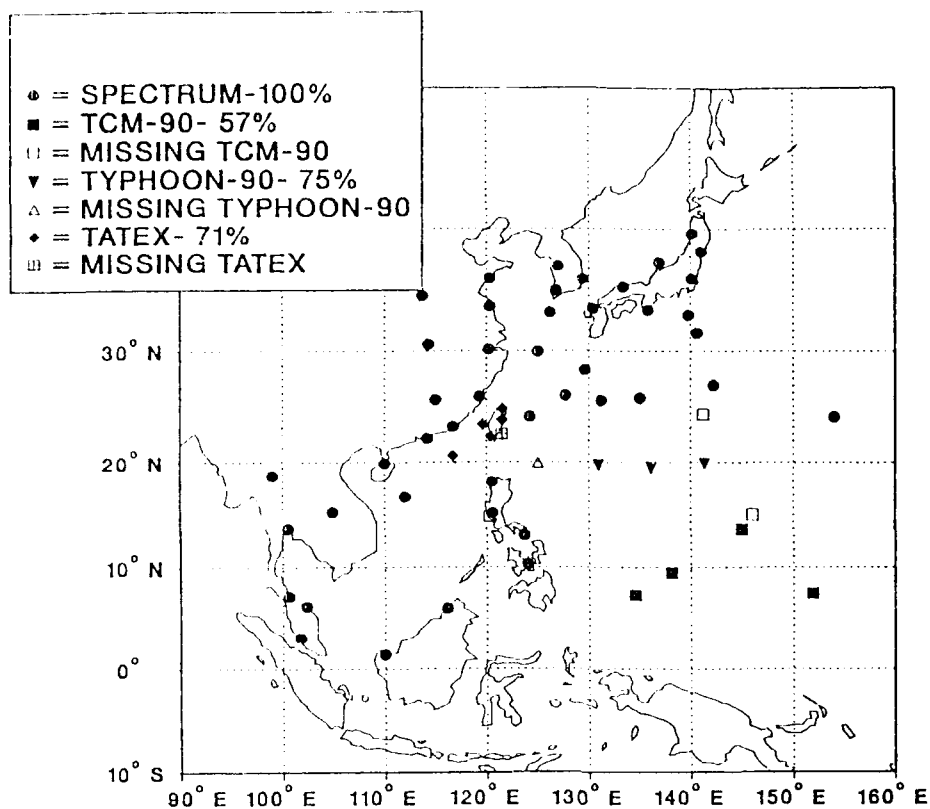 ● = SPECTRUM-100%
■ = TCM-90- 57%
□ = MISSING TCM-90
▼ = TYPHOON-90- 75%
△ = MISSING TYPHOON-90
◆ = TATEX- 71%
⊞ = MISSING TATEX
30° N
20° N
10° N
0°
10° S
90° E 100° E 110° E 120° E 130° E 140° E 150° E 160° E